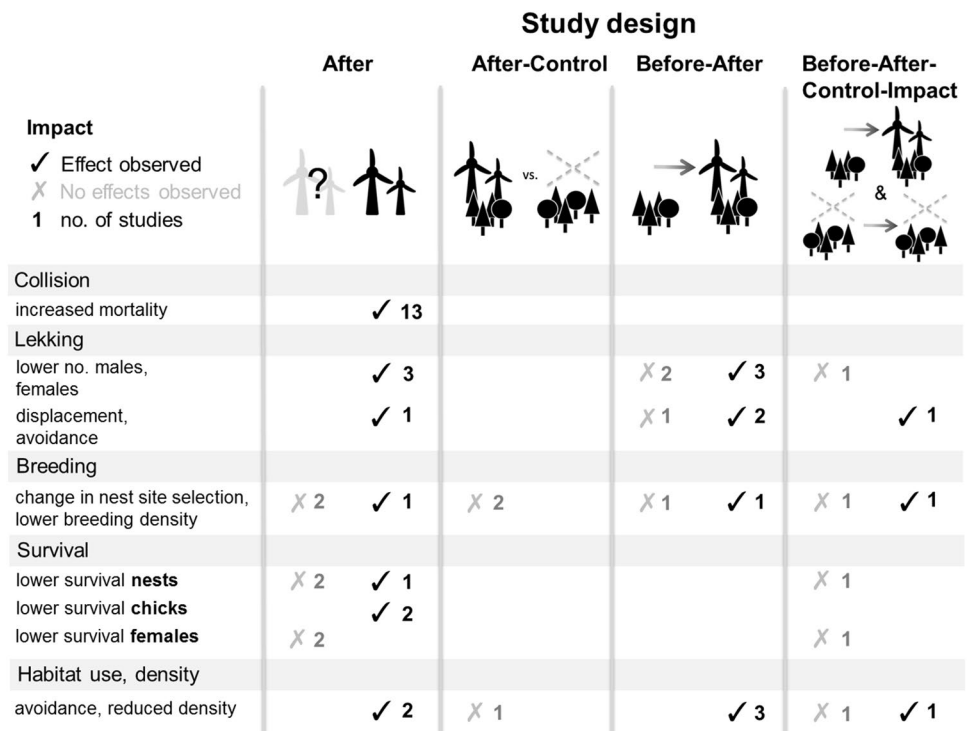 Study design
After
After-Control
Before-After
Before-After-
Control-Impact
Impact
✓ Effect observed
✗ No effects observed
1 no. of studies
?
vs.
&
Collision
increased mortality ✓ 13
Lekking
lower no. males,
females ✓ 3 ✗ 2 ✓ 3 ✗ 1
displacement,
avoidance ✓ 1 ✗ 1 ✓ 2 ✓ 1
Breeding
change in nest site selection,
lower breeding density ✗ 2 ✓ 1 ✗ 2 ✗ 1 ✓ 1 ✗ 1 ✓ 1
Survival
lower survival nests ✗ 2 ✓ 1 ✗ 1
lower survival chicks ✓ 2
lower survival females ✗ 2 ✗ 1
Habitat use, density
avoidance, reduced density ✓ 2 ✗ 1 ✓ 3 ✗ 1 ✓ 1